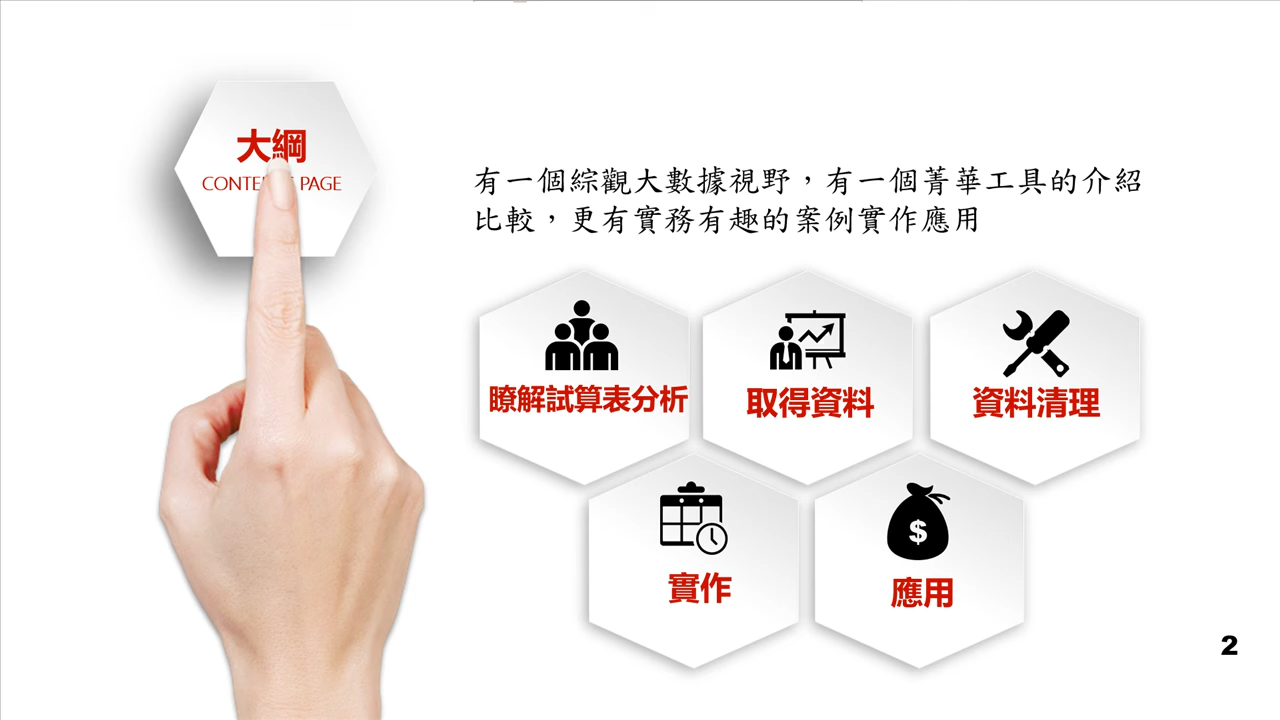 大綱
PAGE
有一個綜觀大數據視野，有一個菁華工具的介紹
比較，更有實務有趣的案例實作應用
瞭解試算表分析
取得資料
資料清理
$
實作
應用
2